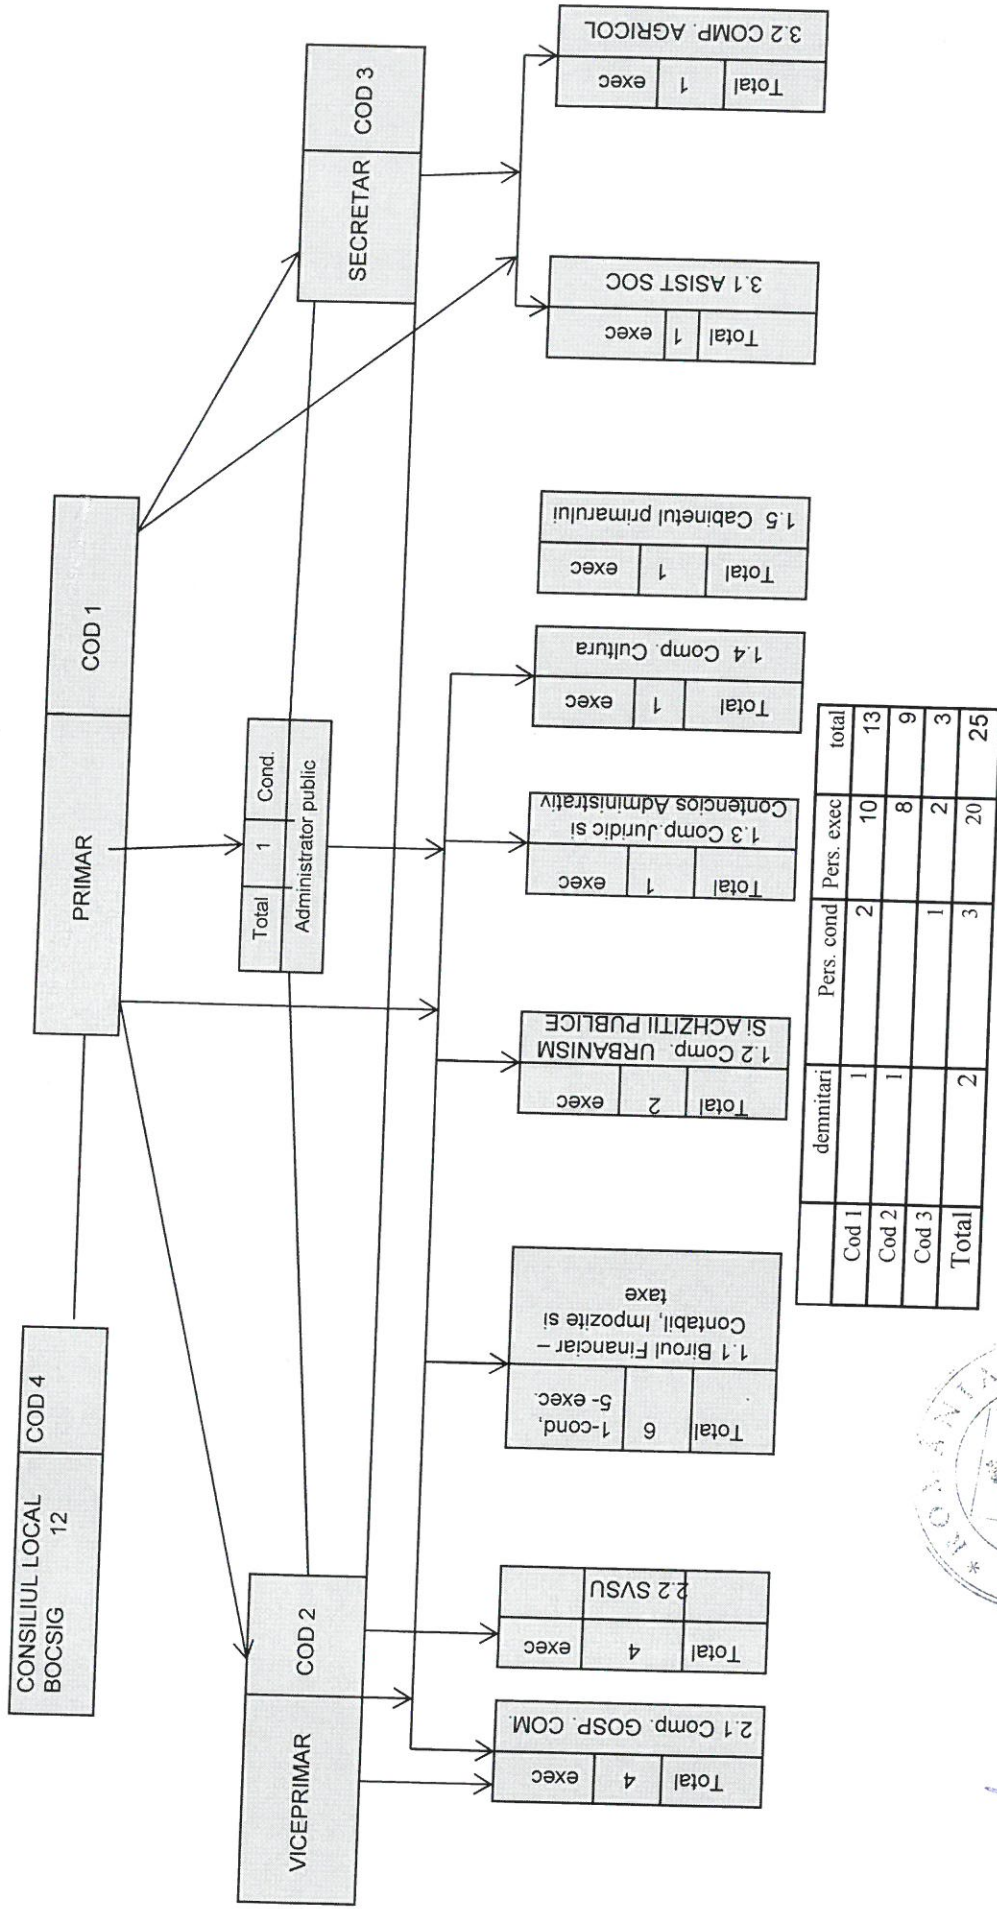 CONSILIUL LOCAL
BOCSIG 12
COD 4
PRIMAR
COD 1
Total 1 Cond.
Administrator public
VICEPRIMAR
COD 2
SECRETAR
COD 3
Total 4 exec
2.1 Comp. GOSP. COM.
Total 4 exec
2.2 SVSU
Total 6 1-cond,
5- exec.
1.1 Biroul Financiar –
Contabil, Impozite si
taxe
Total 2 exec
1.2 Comp. URBANISM
Si ACHZITII PUBLICE
Total 1 exec
1.3 Comp.Juridic si
Contencios Administrativ
Total 1 exec
1.4 Comp. Cultura
Total 1 exec
1.5 Cabinetul primarului
Total 1 exec
3.1 ASIST SOC
Total 1 exec
3.2 COMP. AGRICOL
demnitari Pers. cond Pers. exec total
Cod 1 1 2 10 13
Cod 2 1 8 9
Cod 3 1 2 3
Total 2 3 20 25
* ROMANIA